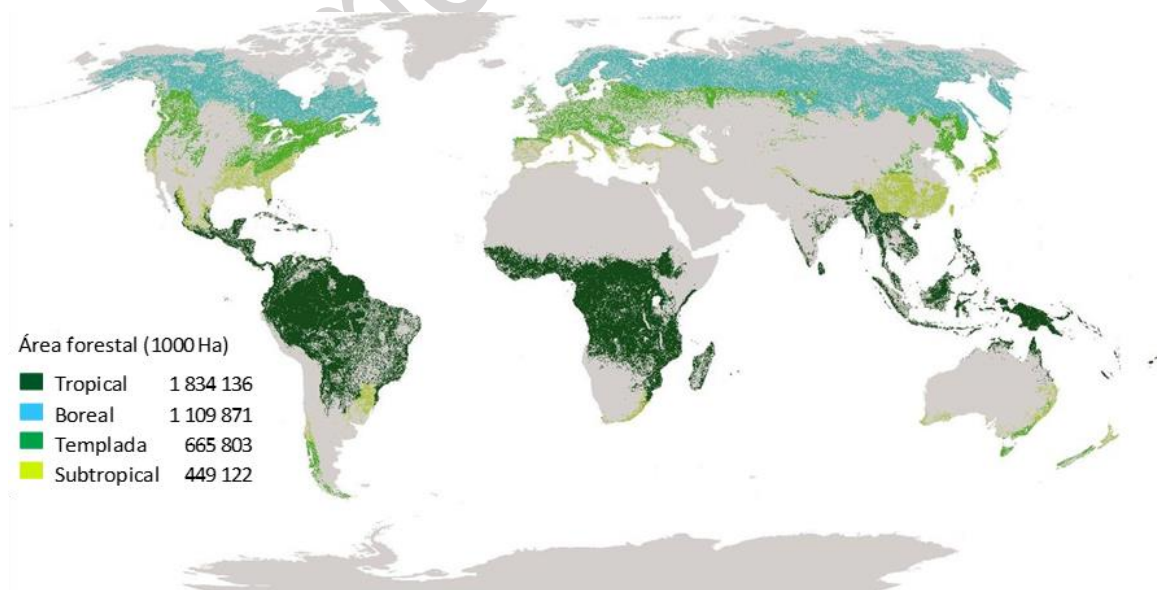 Área forestal (1000 Ha)
Tropical 1 834 136
Boreal 1 109 871
Templada 665 803
Subtropical 449 122